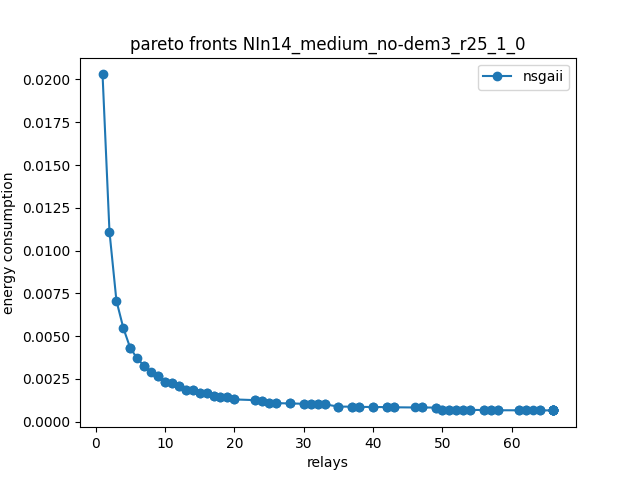 pareto fronts NIn14_medium_no-dem3_r25_1_0
nsgaii
0.0200
0.0175
0.0150
0.0125
0.0100
0.0075
0.0050
0.0025
0.0000
energy consumption
0 10 20 30 40 50 60
relays